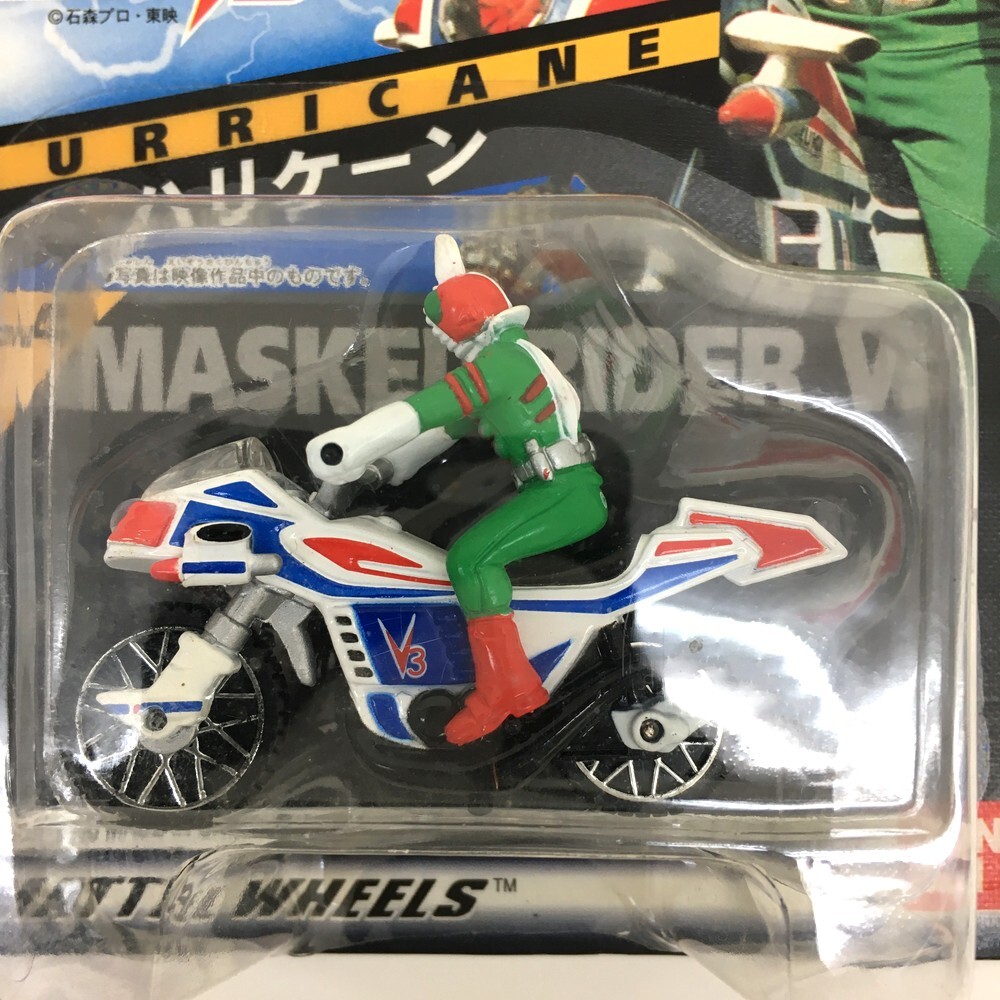 ©石森プロ・東映
URRICANE
ハリケーン
写真は映像作品中のものです。
MASKED RIDER V
V3
WHEELS™
N